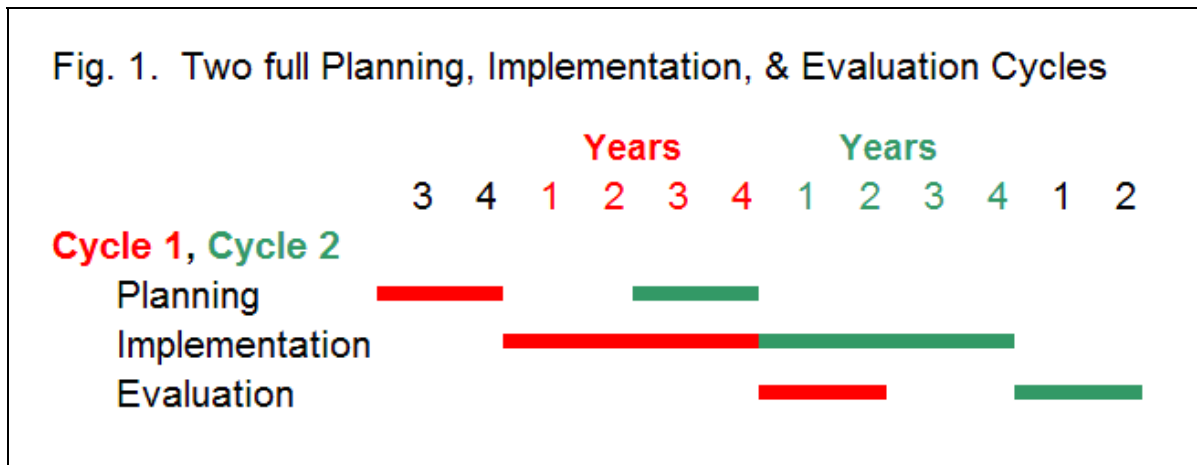 Fig. 1. Two full Planning, Implementation, & Evaluation Cycles
Years Years
3 4 1 2 3 4 1 2 3 4 1 2
Cycle 1, Cycle 2
Planning
Implementation
Evaluation